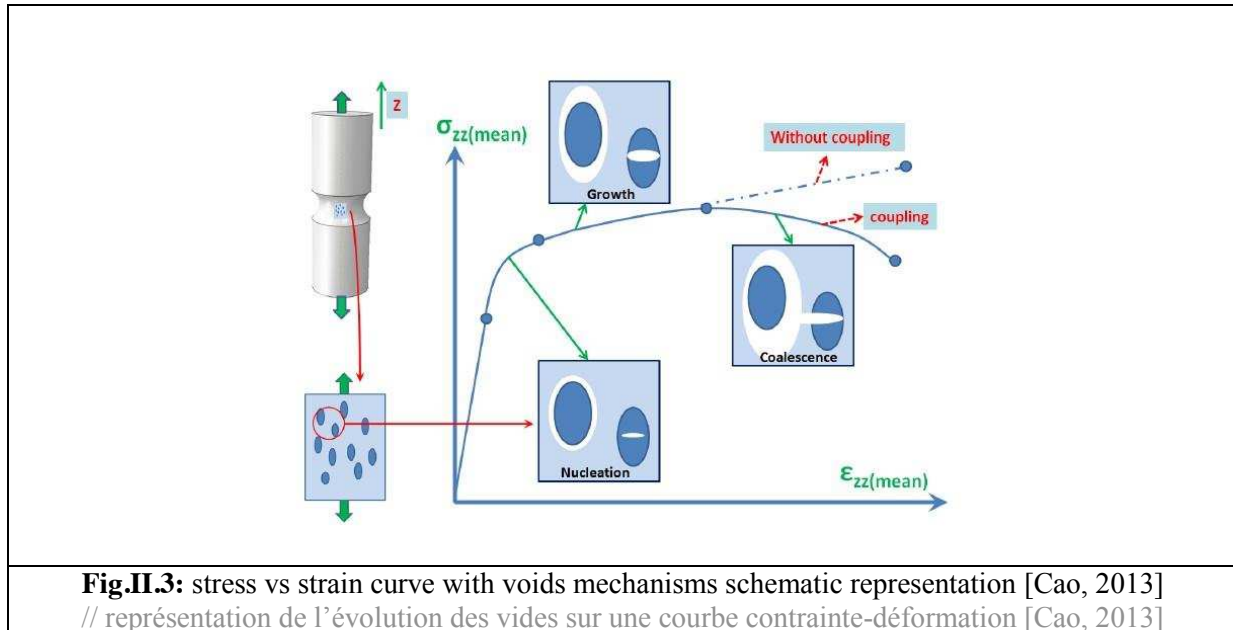 Z
σzz(mean)
Growth
Without coupling
coupling
Coalescence
Nucleation
εzz(mean)
Fig.II.3: stress vs strain curve with voids mechanisms schematic representation [Cao, 2013]
// représentation de l’évolution des vides sur une courbe contrainte-déformation [Cao, 2013]